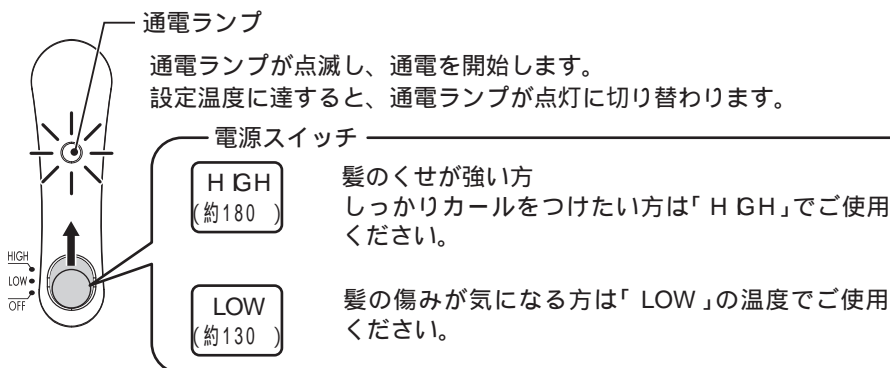 通電ランプ
通電ランプが点滅し、通電を開始します。
設定温度に達すると、通電ランプが点灯に切り替わります。
電源スイッチ
HIGH
(約180 )
髪のくせが強い方
しっかりカールをつけたい方は「HIGH」でご使用
ください。
HIGH
LOW
OFF
LOW
(約130 )
髪の傷みが気になる方は「LOW」の温度でご使用
ください。